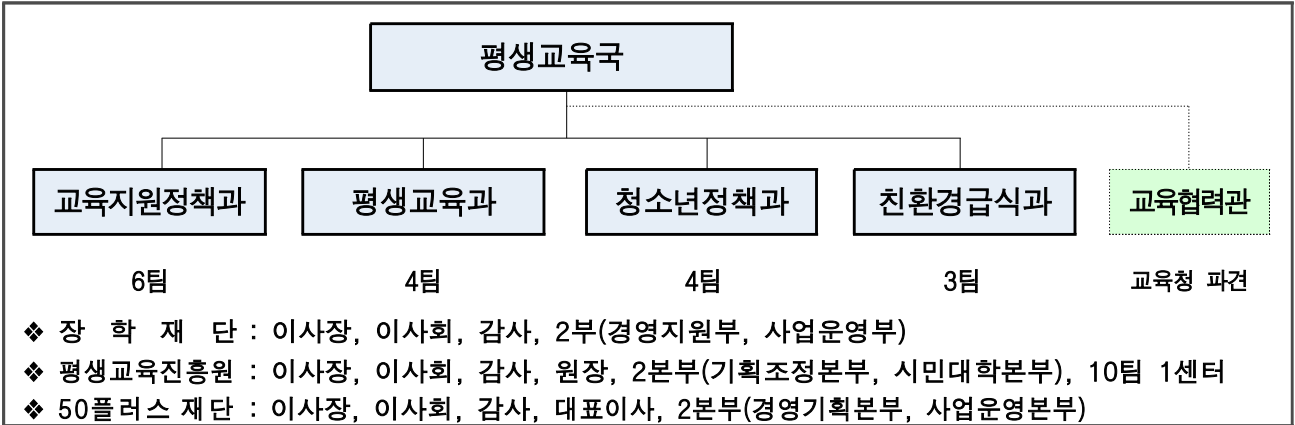 평생교육국
교육지원정책과 평생교육과 청소년정책과 친환경급식과 교육협력관
6팀 4팀 4팀 3팀 교육청 파견
❖ 장 학 재 단 : 이사장, 이사회, 감사, 2부(경영지원부, 사업운영부)
❖ 평생교육진흥원 : 이사장, 이사회, 감사, 원장, 2본부(기획조정본부, 시민대학본부), 10팀 1센터
❖ 50플러스 재단 : 이사장, 이사회, 감사, 대표이사, 2본부(경영기획본부, 사업운영본부)